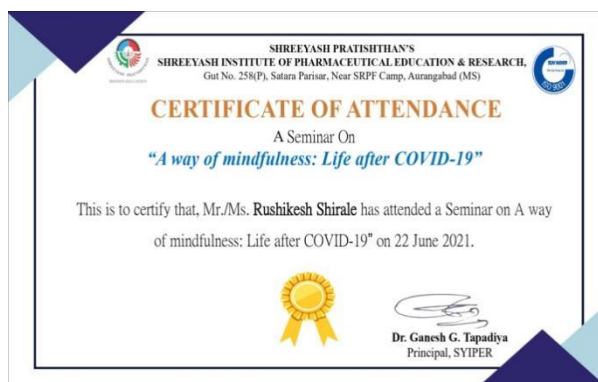 SHREEYASH PRATISHTHAN'S
SHREEYASH INSTITUTE OF PHARMACEUTICAL EDUCATION & RESEARCH,
Gut No. 258(P), Satara Parisar, Near SRPF Camp, Aurangabad (MS)
ISO 9001
CERTIFICATE OF ATTENDANCE
A Seminar On
“A way of mindfulness: Life after COVID-19”
This is to certify that, Mr./Ms. Rushikesh Shirale has attended a Seminar on A way
of mindfulness: Life after COVID-19” on 22 June 2021.
Dr. Ganesh G. Tapadiya
Principal, SYIPER